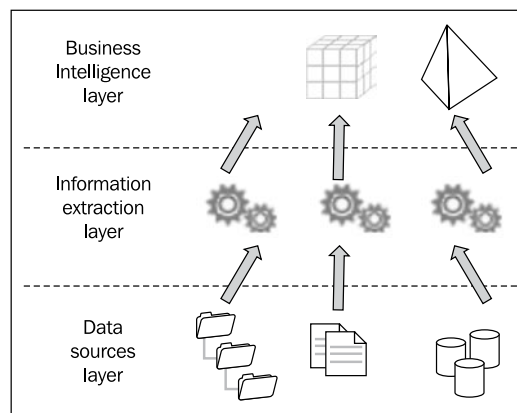 Business
Intelligence
layer
Information
extraction
layer
Data
sources
layer